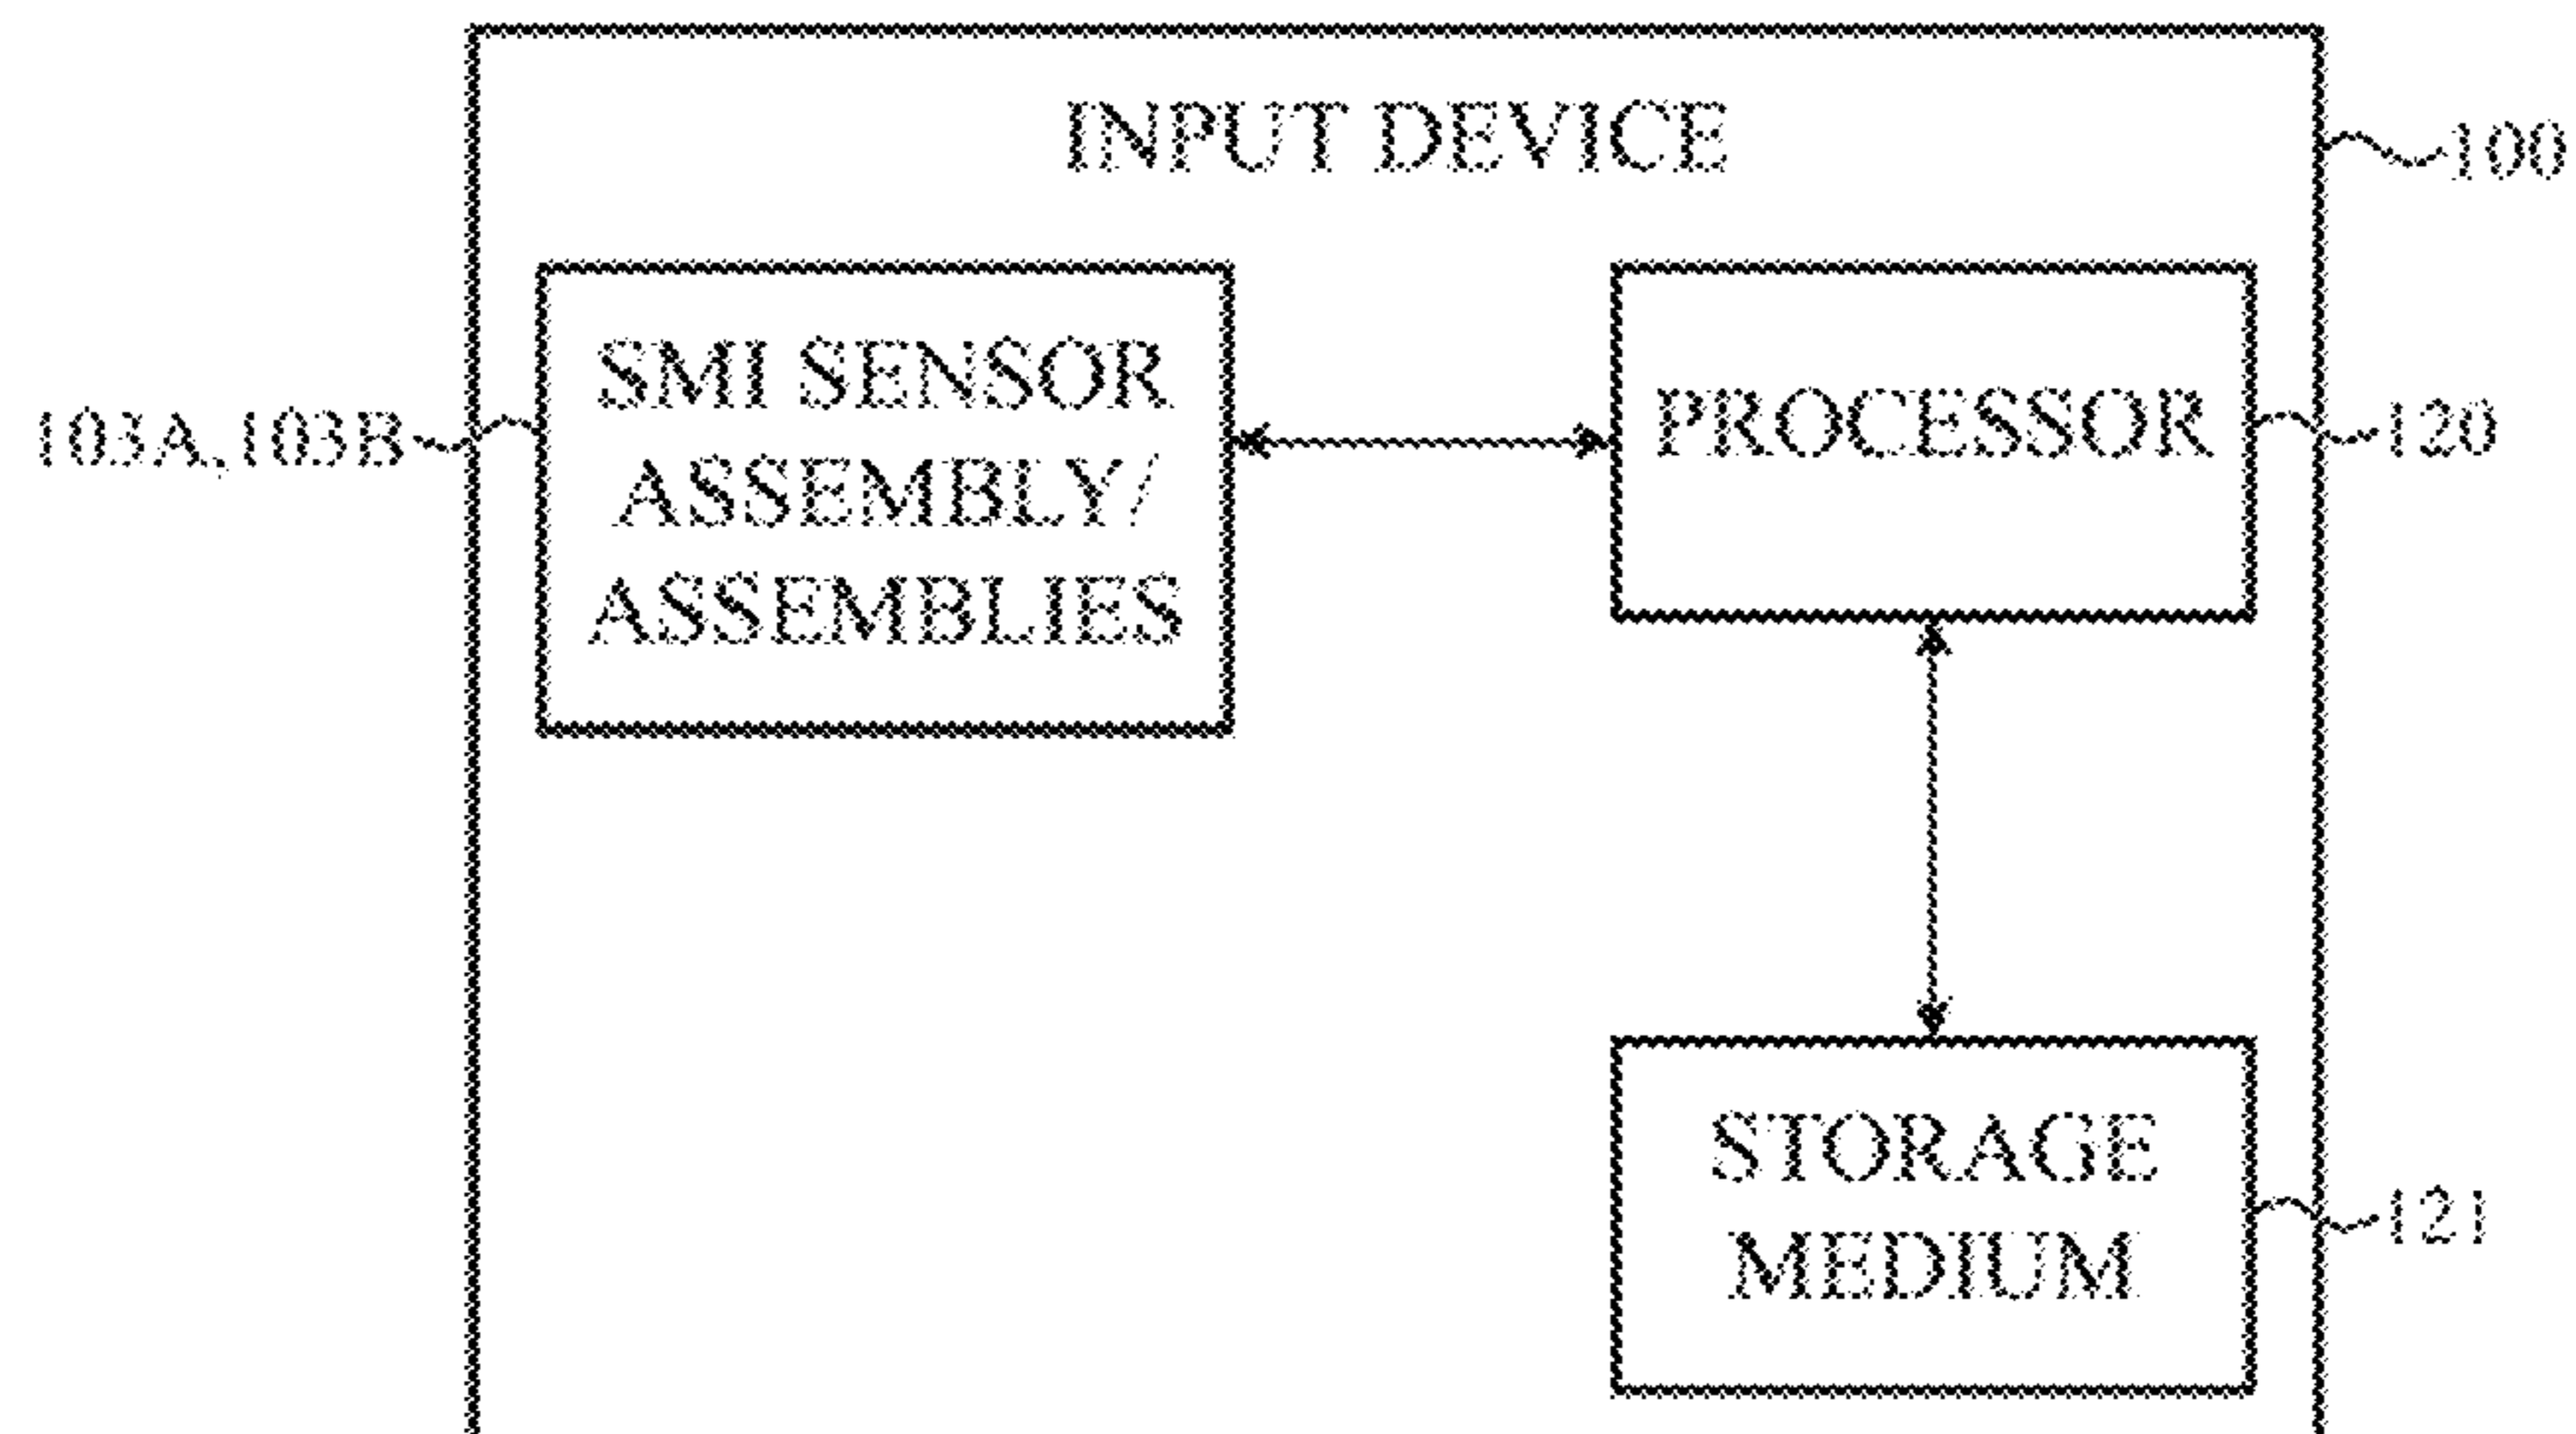 INPUT DEVICE
100
SMI SENSOR
ASSEMBLY/
ASSEMBLIES
103A,103B
PROCESSOR
120
STORAGE
MEDIUM
121